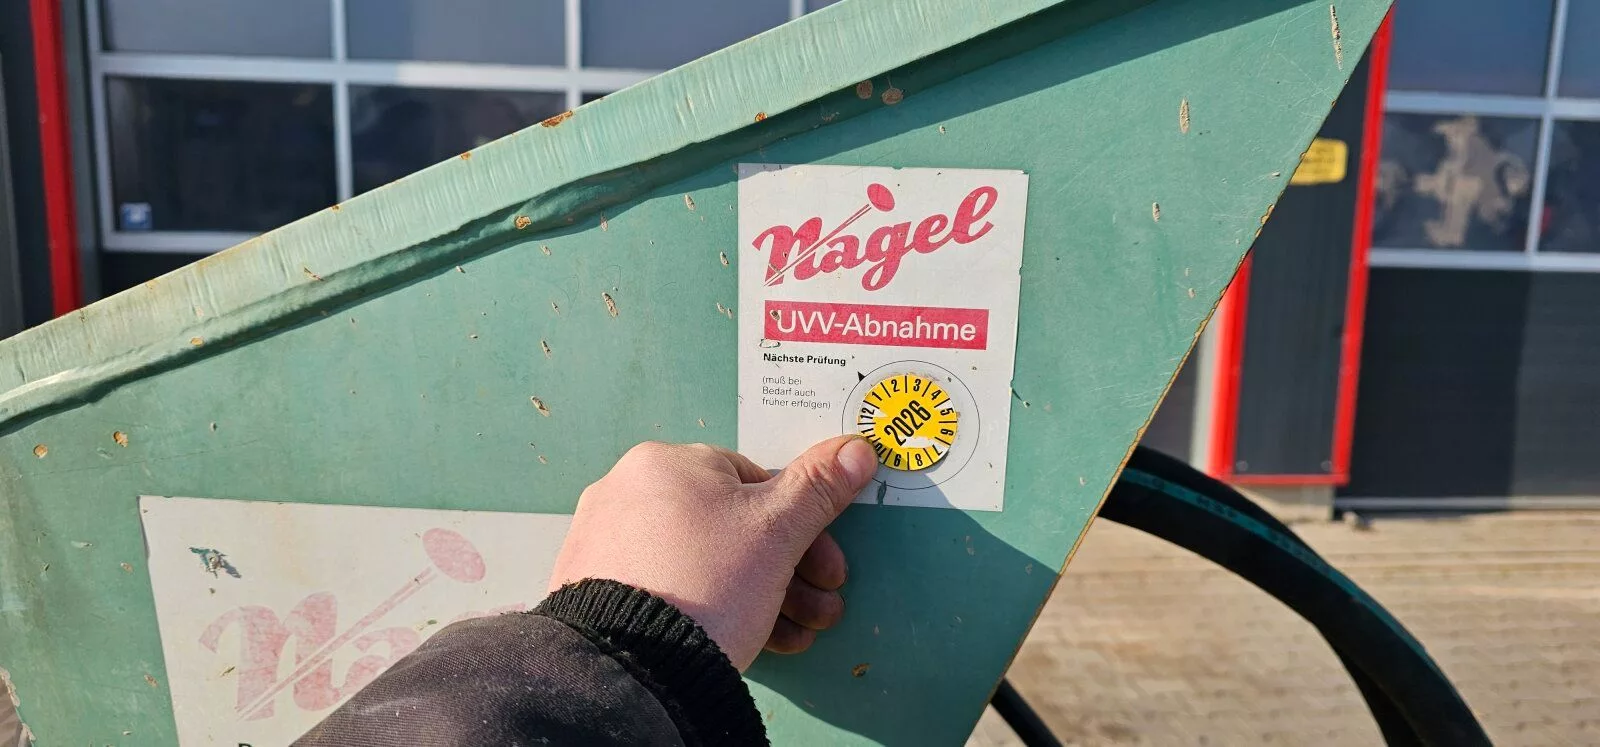 Nagel
UVV-Abnahme
Nächste Prüfung
(muß bei
Bedarf auch
früher erfolgen)
1 2 3 4 5 6 7 8 9 10 11 12
2026